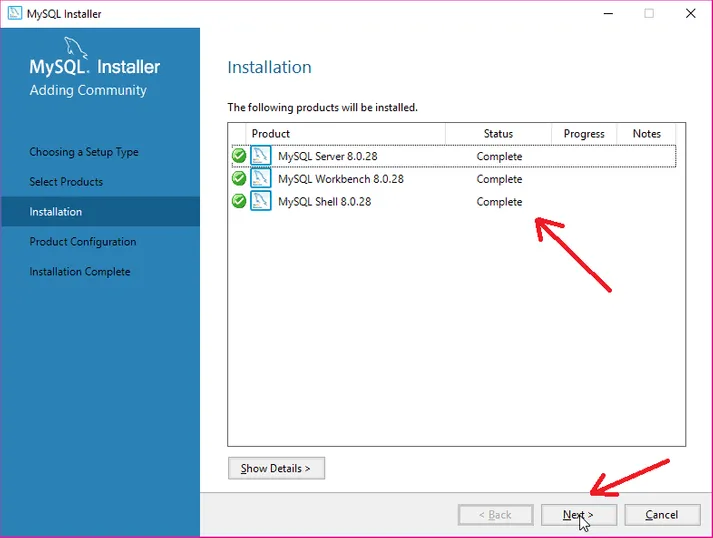 MySQL Installer
MySQL. Installer
Adding Community
Choosing a Setup Type
Select Products
Installation
Product Configuration
Installation Complete
Installation
The following products will be installed.
Product Status Progress Notes
MySQL Server 8.0.28 Complete
MySQL Workbench 8.0.28 Complete
MySQL Shell 8.0.28 Complete
Show Details >
< Back Next > Cancel